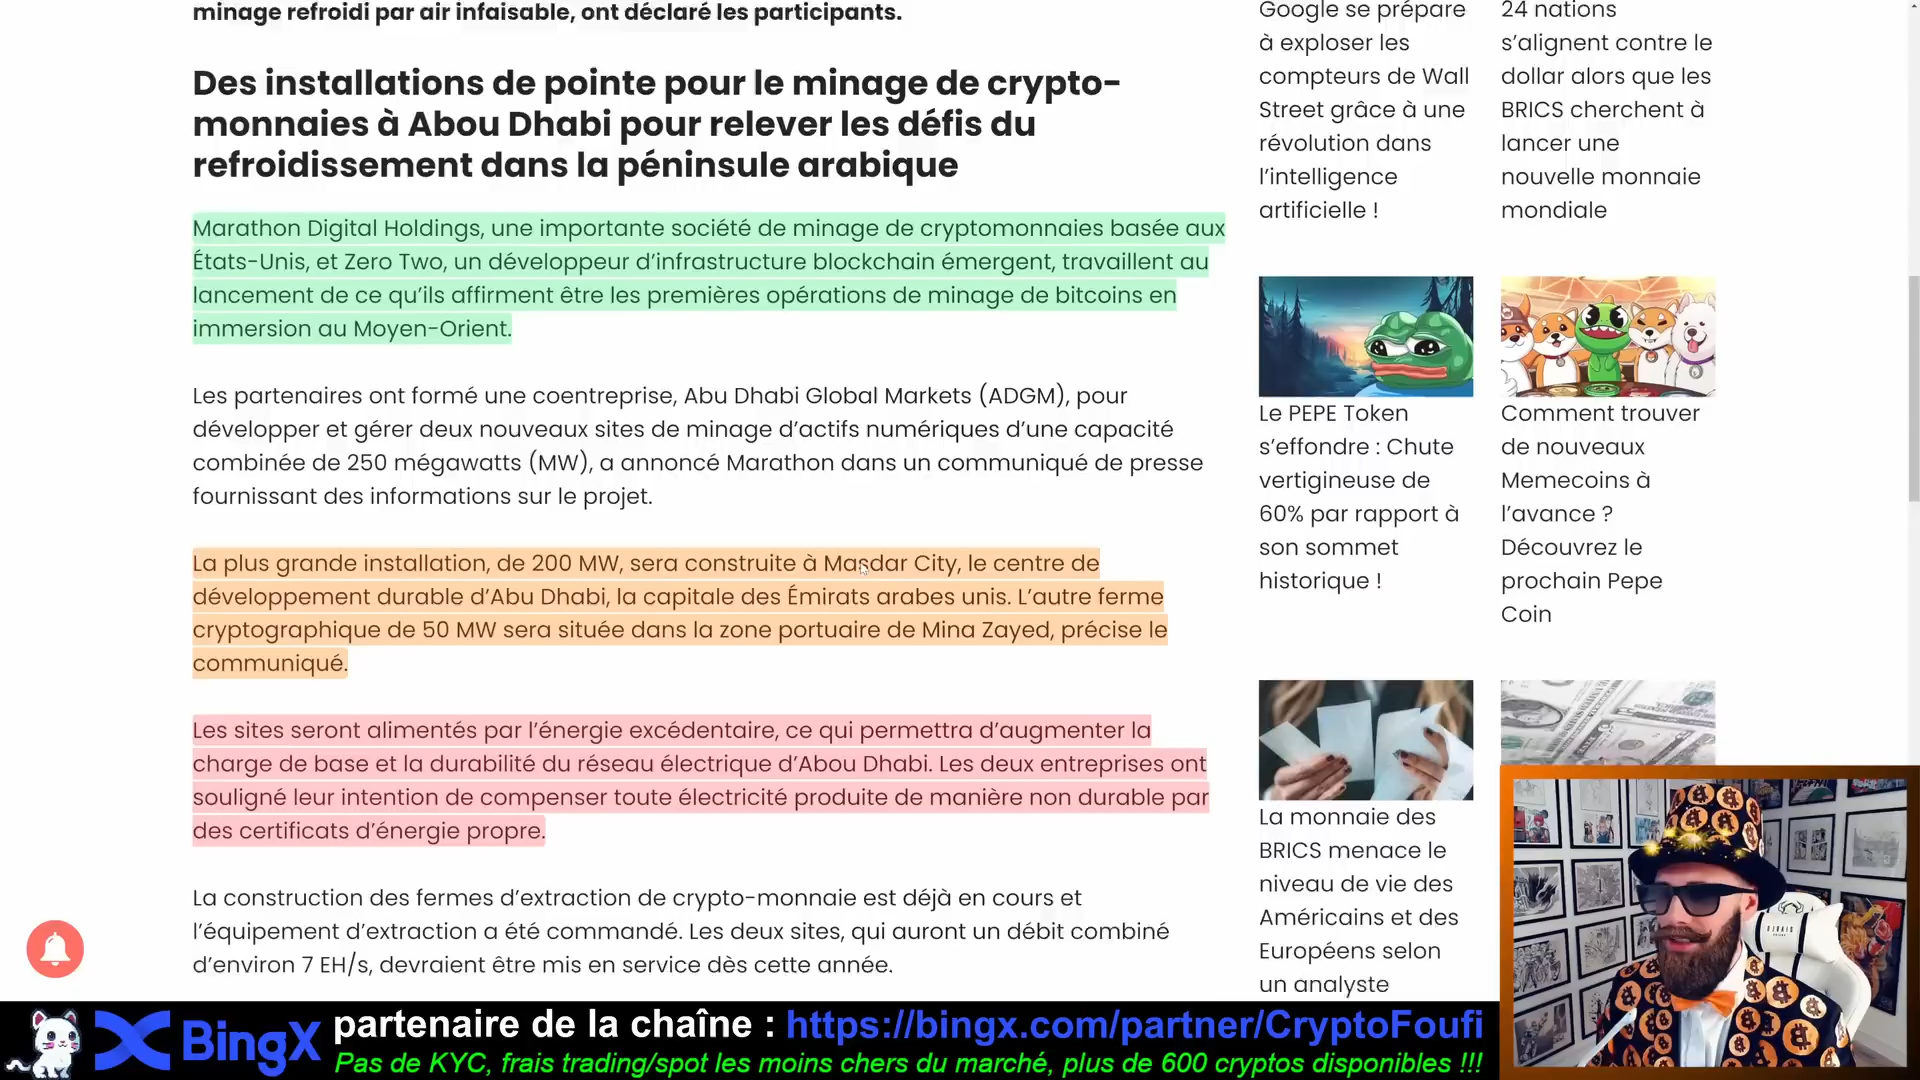 minage refroidi par air infaisable, ont déclaré les participants.
Des installations de pointe pour le minage de crypto-
monnaies à Abou Dhabi pour relever les défis du
refroidissement dans la péninsule arabique
Marathon Digital Holdings, une importante société de minage de cryptomonnaies basée aux
États-Unis, et Zero Two, un développeur d’infrastructure blockchain émergent, travaillent au
lancement de ce qu’ils affirment être les premières opérations de minage de bitcoins en
immersion au Moyen-Orient.
Les partenaires ont formé une coentreprise, Abu Dhabi Global Markets (ADGM), pour
développer et gérer deux nouveaux sites de minage d’actifs numériques d’une capacité
combinée de 250 mégawatts (MW), a annoncé Marathon dans un communiqué de presse
fournissant des informations sur le projet.
La plus grande installation, de 200 MW, sera construite à Masdar City, le centre de
développement durable d’Abu Dhabi, la capitale des Émirats arabes unis. L’autre ferme
cryptographique de 50 MW sera située dans la zone portuaire de Mina Zayed, précise le
communiqué.
Les sites seront alimentés par l’énergie excédentaire, ce qui permettra d’augmenter la
charge de base et la durabilité du réseau électrique d’Abou Dhabi. Les deux entreprises ont
souligné leur intention de compenser toute électricité produite de manière non durable par
des certificats d’énergie propre.
La construction des fermes d’extraction de crypto-monnaie est déjà en cours et
l’équipement d’extraction a été commandé. Les deux sites, qui auront un débit combiné
d’environ 7 EH/s, devraient être mis en service dès cette année.
Google se prépare
à exploser les
compteurs de Wall
Street grâce à une
révolution dans
l’intelligence
artificielle !
24 nations
s’alignent contre le
dollar alors que les
BRICS cherchent à
lancer une
nouvelle monnaie
mondiale
Le PEPE Token
s’effondre : Chute
vertigineuse de
60% par rapport à
son sommet
historique !
Comment trouver
de nouveaux
Memecoins à
l’avance ?
Découvrez le
prochain Pepe
Coin
La monnaie des
BRICS menace le
niveau de vie des
Américains et des
Européens selon
un analyste
BingX
partenaire de la chaîne : https://bingx.com/partner/CryptoFoufi
Pas de KYC, frais trading/spot les moins chers du marché, plus de 600 cryptos disponibles !!!